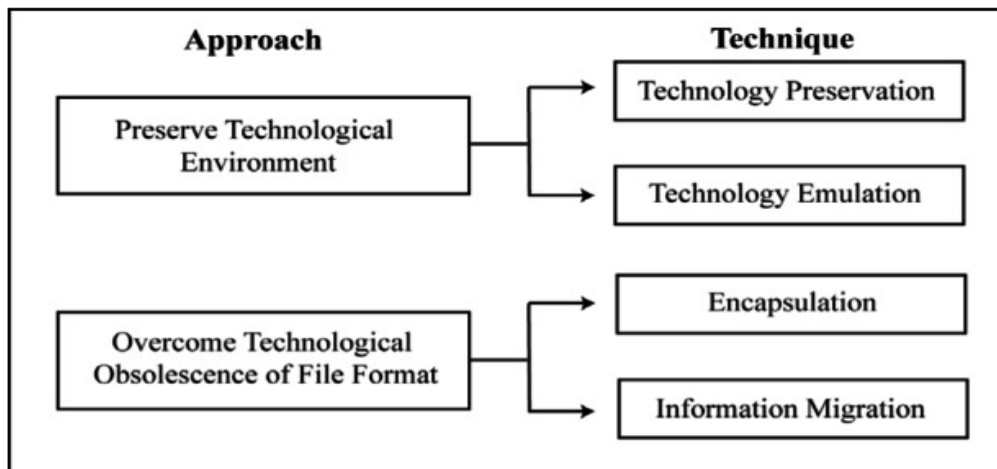 Approach
Technique
Preserve Technological
Environment
Technology Preservation
Technology Emulation
Overcome Technological
Obsolescence of File Format
Encapsulation
Information Migration